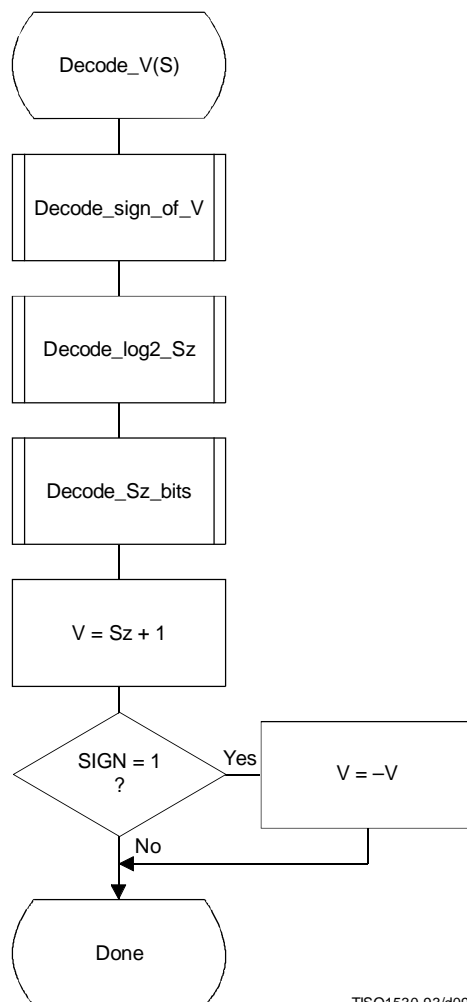 Decode_V(S)
Decode_sign_of_V
Decode_log2_Sz
Decode_Sz_bits
V = Sz + 1
SIGN = 1
?
Yes
V = –V
No
Done